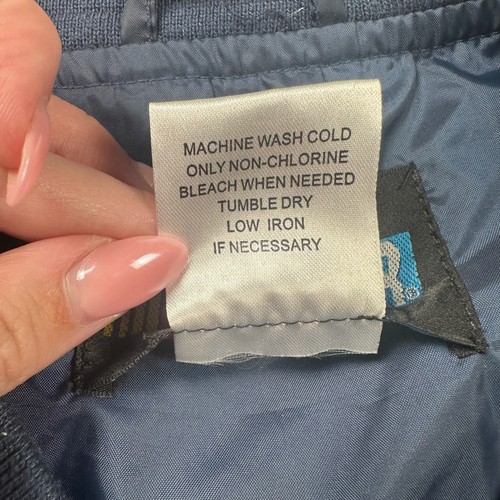 MACHINE WASH COLD
ONLY NON-CHLORINE
BLEACH WHEN NEEDED
TUMBLE DRY
LOW IRON
IF NECESSARY
®